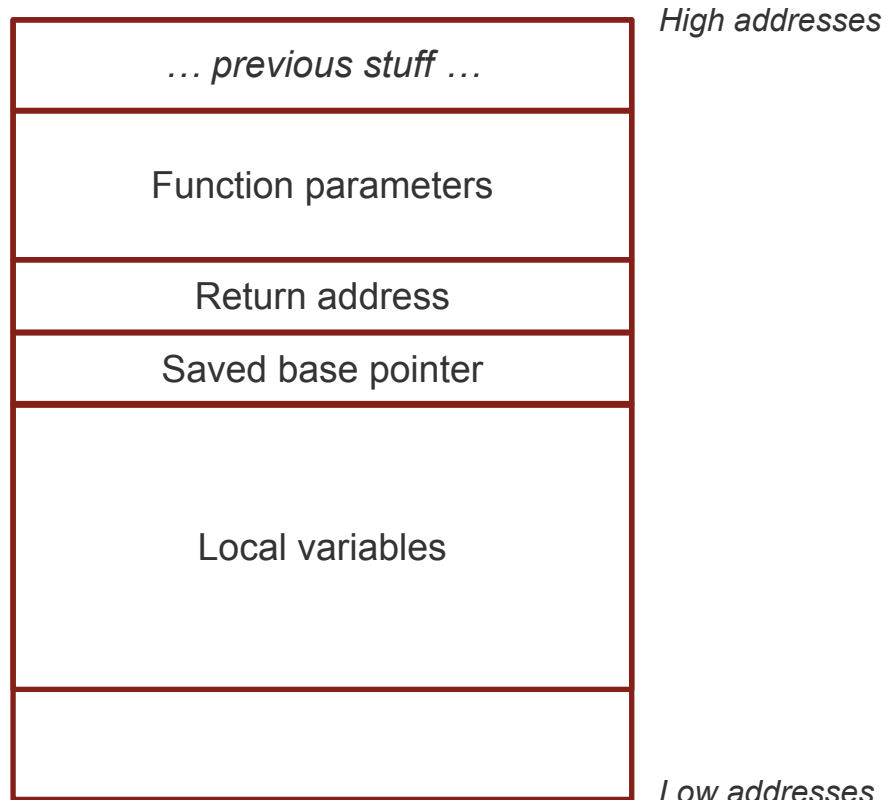 High addresses
… previous stuff …
Function parameters
Return address
Saved base pointer
Local variables
Low addresses